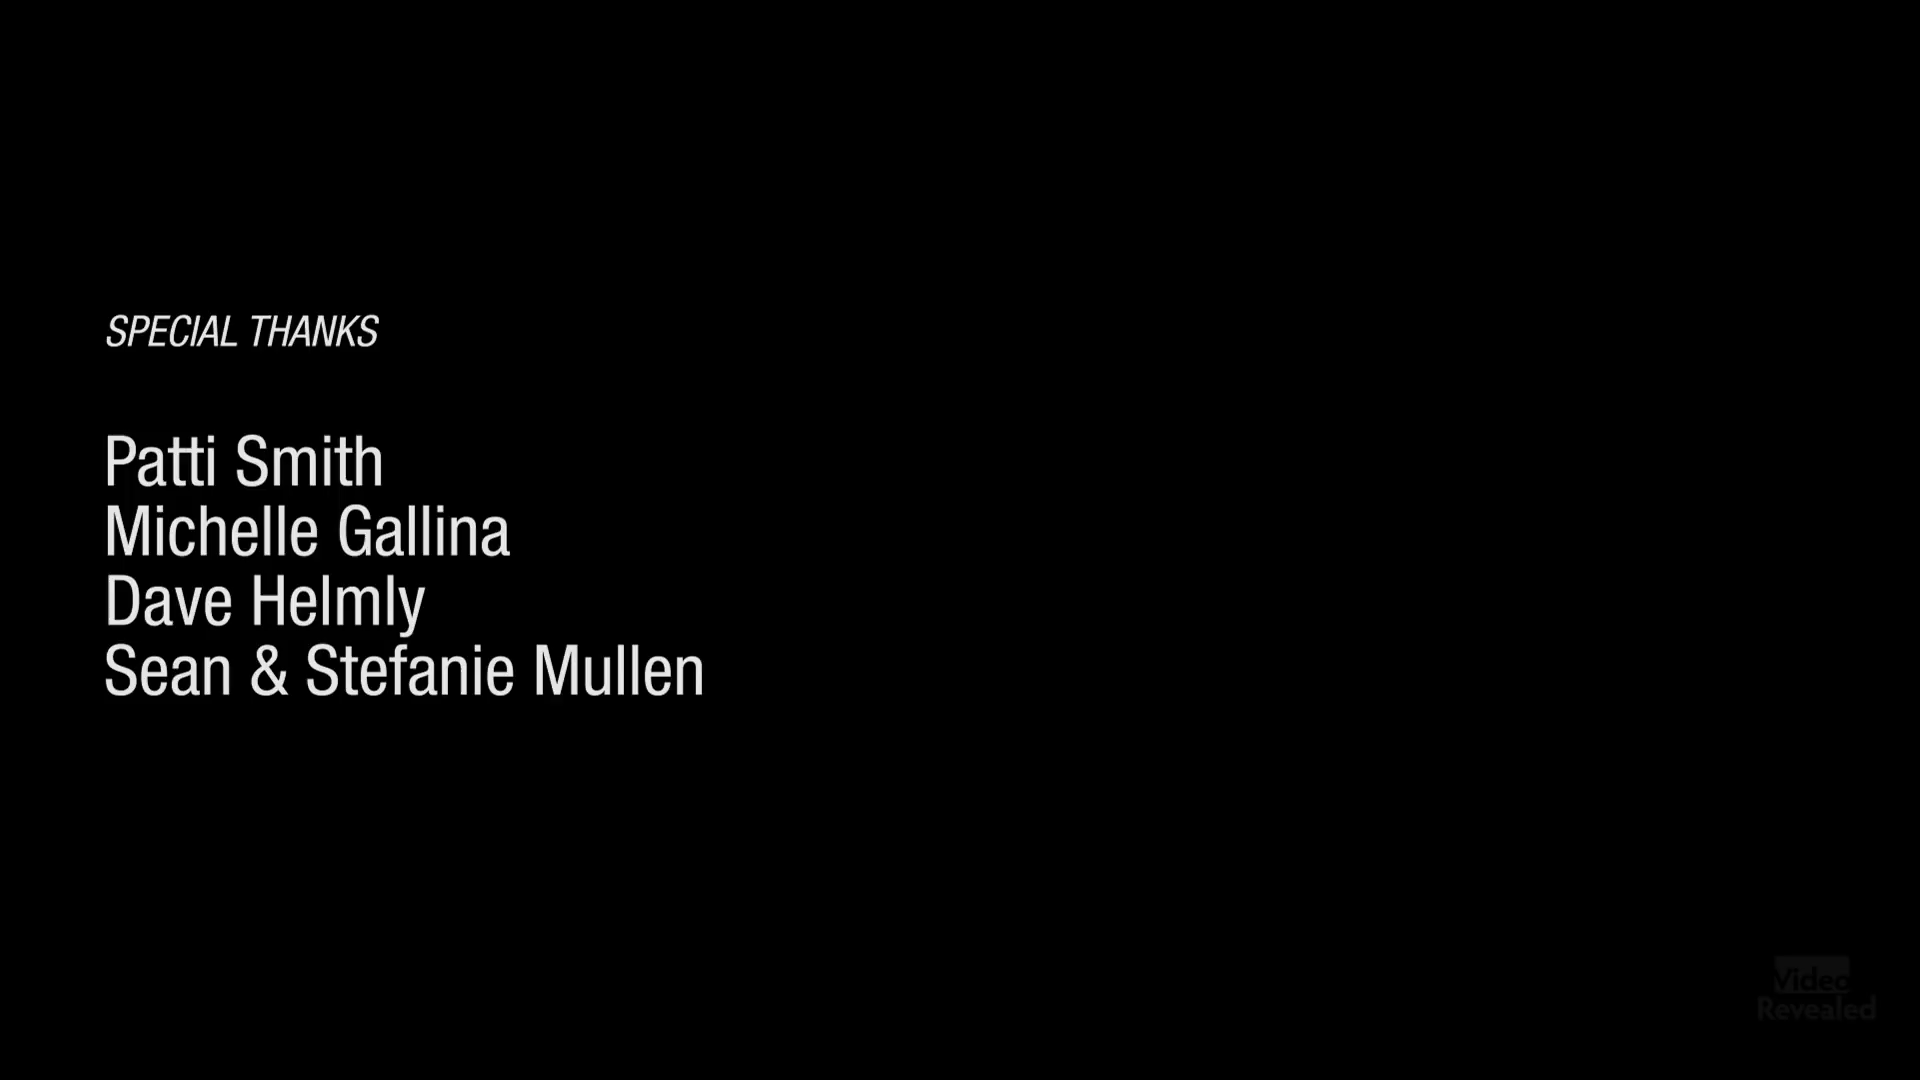 SPECIAL THANKS
Patti Smith
Michelle Gallina
Dave Helmly
Sean & Stefanie Mullen
Video
Revealed